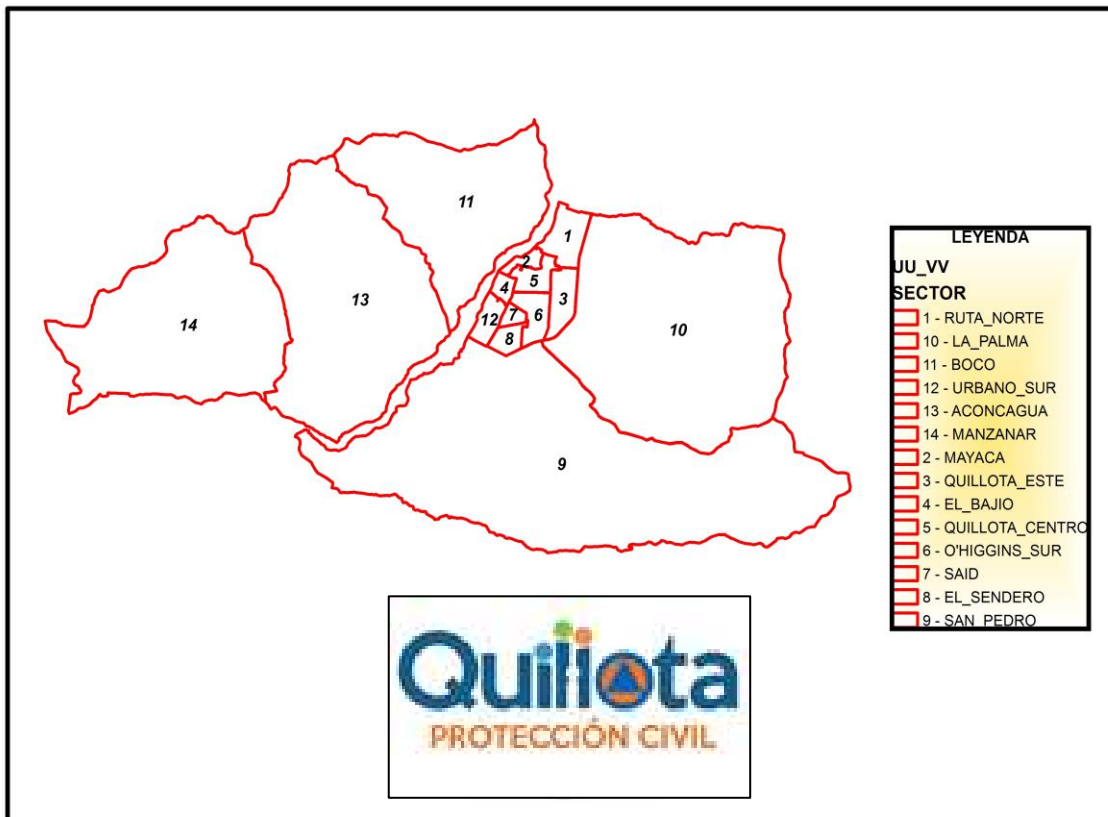 11
1
2
5
4
3
13
12
7
6
14
10
8
9
LEYENDA
UU_VV
SECTOR
1 - RUTA_NORTE
10 - LA_PALMA
11 - BOCO
12 - URBANO_SUR
13 - ACONCAGUA
14 - MANZANAR
2 - MAYACA
3 - QUILLOTA_ESTE
4 - EL_BAJIO
5 - QUILLOTA_CENTRO
6 - O'HIGGINS_SUR
7 - SAID
8 - EL_SENDERO
9 - SAN_PEDRO
Quillota
PROTECCIÓN CIVIL